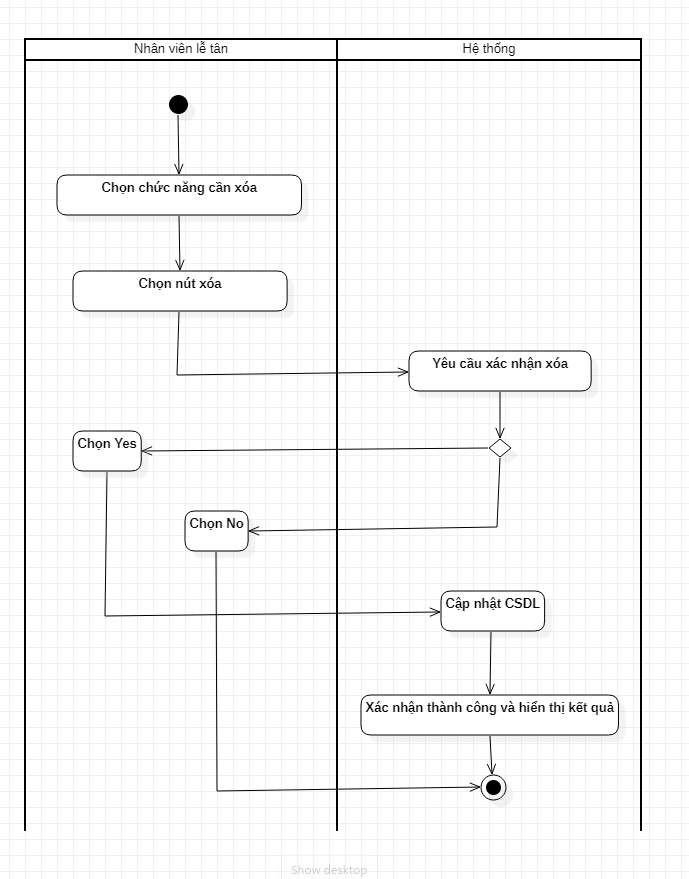 Nhân viên lễ tân
Hệ thống
Chọn chức năng cần xóa
Chọn nút xóa
Yêu cầu xác nhận xóa
Chọn Yes
Chọn No
Cập nhật CSDL
Xác nhận thành công và hiển thị kết quả
Show desktop